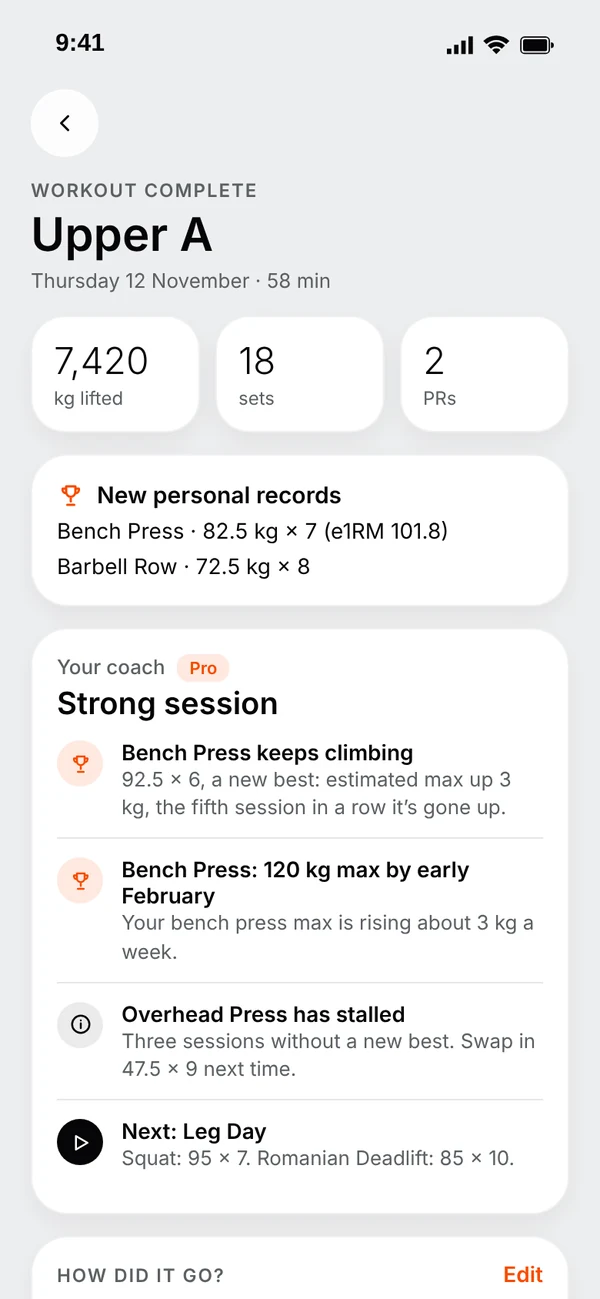 9:41
WORKOUT COMPLETE
Upper A
Thursday 12 November · 58 min
7,420
kg lifted
18
sets
2
PRs
New personal records
Bench Press · 82.5 kg × 7 (e1RM 101.8)
Barbell Row · 72.5 kg × 8
Your coach Pro
Strong session
Bench Press keeps climbing
92.5 × 6, a new best: estimated max up 3
kg, the fifth session in a row it’s gone up.
Bench Press: 120 kg max by early
February
Your bench press max is rising about 3 kg a
week.
Overhead Press has stalled
Three sessions without a new best. Swap in
47.5 × 9 next time.
Next: Leg Day
Squat: 95 × 7. Romanian Deadlift: 85 × 10.
HOW DID IT GO? Edit